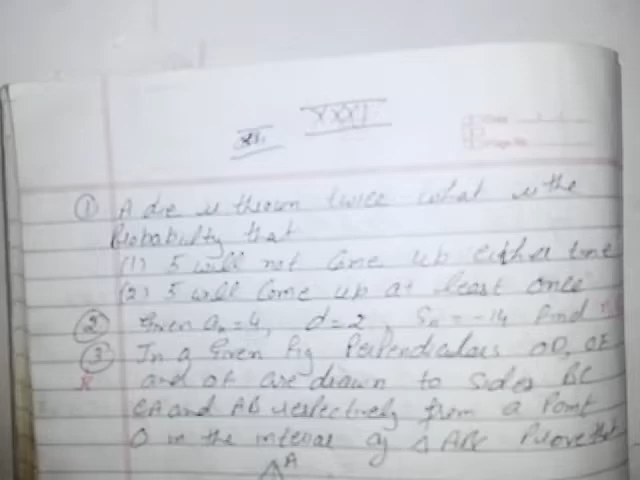 XXXI
① A die is thrown twice what is the
Probability that
(1) 5 will not Come up either time
(2) 5 will Come up at least once
② Given an = 4, d = 2, Sn = -14 find
③ In a given fig Perpendiculars OD, OE
and of are drawn to sides BC
CA and AB respectively from a Point
O in the of △ ABC Prove that
A